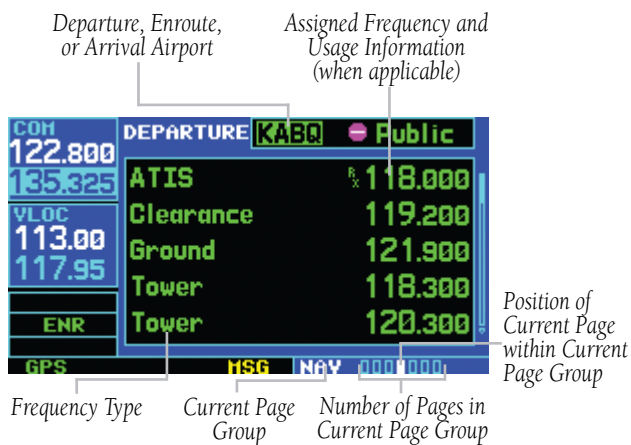 Departure, Enroute,
or Arrival Airport
Assigned Frequency and
Usage Information
(when applicable)
COM
122.800
135.325
VLOC
113.00
117.95
ENR
DEPARTURE KABQ Public
ATIS Rx 118.000
Clearance 119.200
Ground 121.900
Tower 118.300
Tower 120.300
GPS MSG NAV
Position of
Current Page
within Current
Page Group
Frequency Type
Current Page
Group
Number of Pages in
Current Page Group